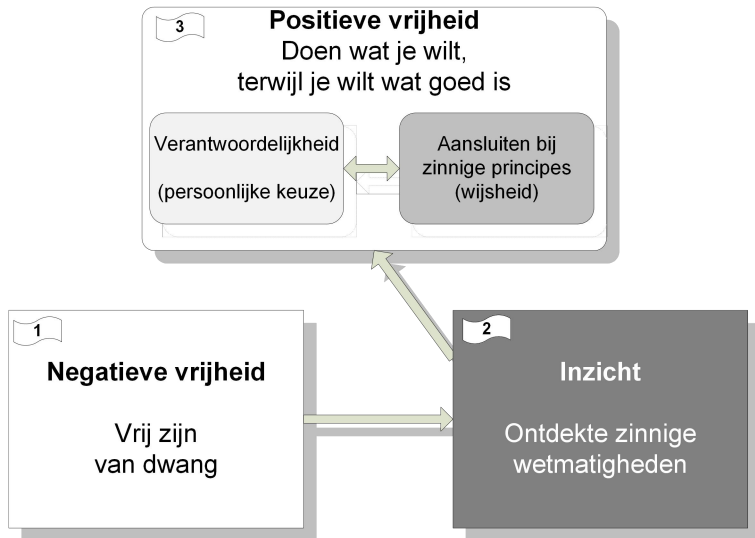 3
Positieve vrijheid
Doen wat je wilt,
terwijl je wilt wat goed is
Verantwoordelijkheid
(persoonlijke keuze)
Aansluiten bij
zinnige principes
(wijsheid)
1
Negatieve vrijheid
Vrij zijn
van dwang
2
Inzicht
Ontdekte zinnige
wetmatigheden